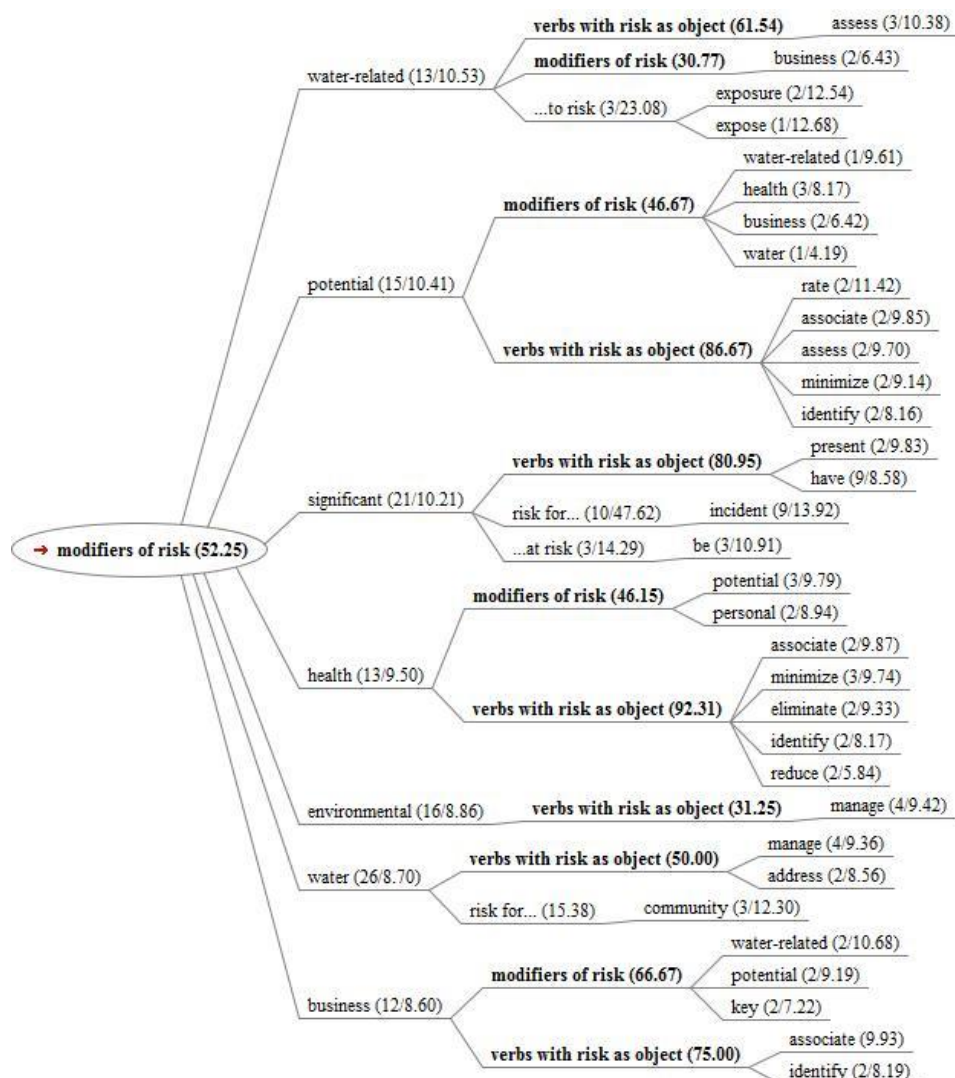 ➔ modifiers of risk (52.25)
water-related (13/10.53)
verbs with risk as object (61.54)
assess (3/10.38)
modifiers of risk (30.77)
business (2/6.43)
...to risk (3/23.08)
exposure (2/12.54)
expose (1/12.68)
potential (15/10.41)
modifiers of risk (46.67)
water-related (1/9.61)
health (3/8.17)
business (2/6.42)
water (1/4.19)
verbs with risk as object (86.67)
rate (2/11.42)
associate (2/9.85)
assess (2/9.70)
minimize (2/9.14)
identify (2/8.16)
significant (21/10.21)
verbs with risk as object (80.95)
present (2/9.83)
have (9/8.58)
risk for... (10/47.62)
incident (9/13.92)
...at risk (3/14.29)
be (3/10.91)
health (13/9.50)
modifiers of risk (46.15)
potential (3/9.79)
personal (2/8.94)
verbs with risk as object (92.31)
associate (2/9.87)
minimize (3/9.74)
eliminate (2/9.33)
identify (2/8.17)
reduce (2/5.84)
environmental (16/8.86)
verbs with risk as object (31.25)
manage (4/9.42)
water (26/8.70)
verbs with risk as object (50.00)
manage (4/9.36)
address (2/8.56)
risk for... (15.38)
community (3/12.30)
business (12/8.60)
modifiers of risk (66.67)
water-related (2/10.68)
potential (2/9.19)
key (2/7.22)
verbs with risk as object (75.00)
associate (9.93)
identify (2/8.19)